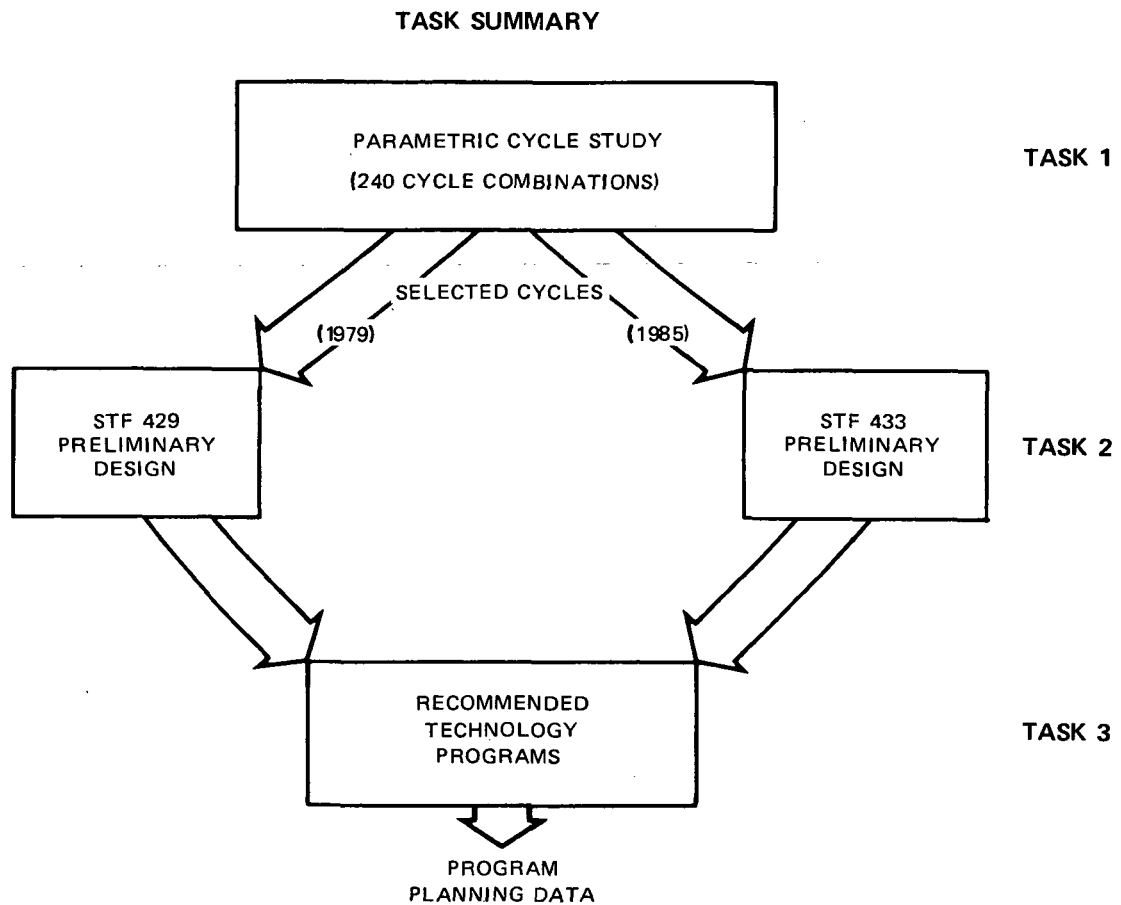 TASK SUMMARY
PARAMETRIC CYCLE STUDY
(240 CYCLE COMBINATIONS)
TASK 1
SELECTED CYCLES
(1979)
(1985)
STF 429
PRELIMINARY
DESIGN
STF 433
PRELIMINARY
DESIGN
TASK 2
RECOMMENDED
TECHNOLOGY
PROGRAMS
TASK 3
PROGRAM
PLANNING DATA